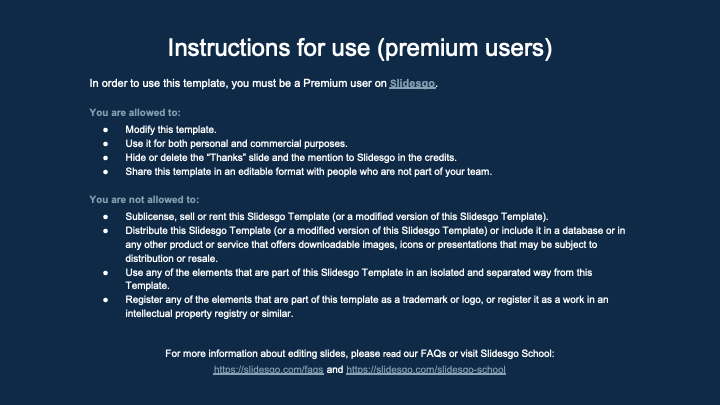 Instructions for use (premium users)
In order to use this template, you must be a Premium user on Slidesgo.
You are allowed to:
● Modify this template.
● Use it for both personal and commercial purposes.
● Hide or delete the “Thanks” slide and the mention to Slidesgo in the credits.
● Share this template in an editable format with people who are not part of your team.
You are not allowed to:
● Sublicense, sell or rent this Slidesgo Template (or a modified version of this Slidesgo Template).
● Distribute this Slidesgo Template (or a modified version of this Slidesgo Template) or include it in a database or in
any other product or service that offers downloadable images, icons or presentations that may be subject to
distribution or resale.
● Use any of the elements that are part of this Slidesgo Template in an isolated and separated way from this
Template.
● Register any of the elements that are part of this template as a trademark or logo, or register it as a work in an
intellectual property registry or similar.
For more information about editing slides, please read our FAQs or visit Slidesgo School:
https://slidesgo.com/faqs and https://slidesgo.com/slidesgo-school